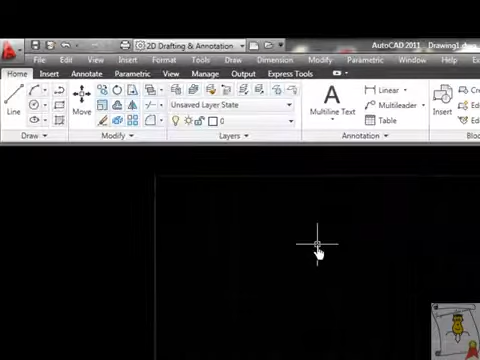 2D Drafting & Annotation
AutoCAD 2011 Drawing1.dwg
File Edit View Insert Format Tools Draw Dimension Modify Parametric Window Help
Home Insert Annotate Parametric View Manage Output Express Tools
Line
Move
Unsaved Layer State
0
Multiline Text
Linear
Multileader
Table
Insert
Draw
Modify
Layers
Annotation